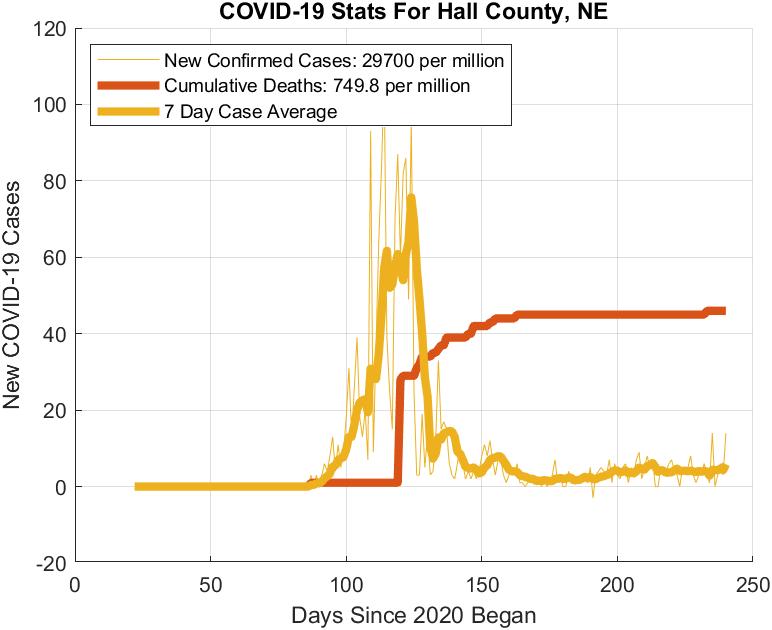 COVID-19 Stats For Hall County, NE
120
100
80
60
40
20
0
-20
New COVID-19 Cases
New Confirmed Cases: 29700 per million
Cumulative Deaths: 749.8 per million
7 Day Case Average
0
50
100
150
200
250
Days Since 2020 Began